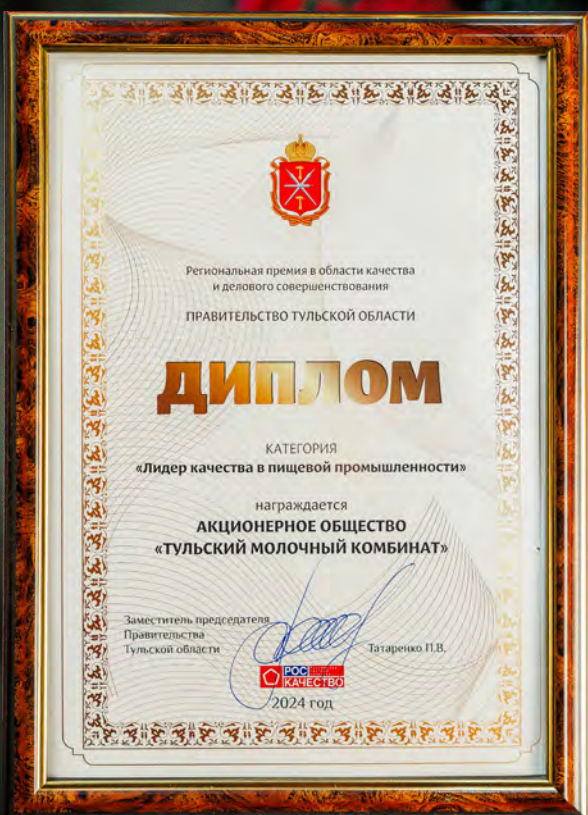 Региональная премия в области качества
и делового совершенствования
ПРАВИТЕЛЬСТВО ТУЛЬСКОЙ ОБЛАСТИ
ДИПЛОМ
КАТЕГОРИЯ
«Лидер качества в пищевой промышленности»
награждается
АКЦИОНЕРНОЕ ОБЩЕСТВО
«ТУЛЬСКИЙ МОЛОЧНЫЙ КОМБИНАТ»
Заместитель председателя
Правительства
Тульской области
Татаренко П.В.
РОС
КАЧЕСТВО
2024 год